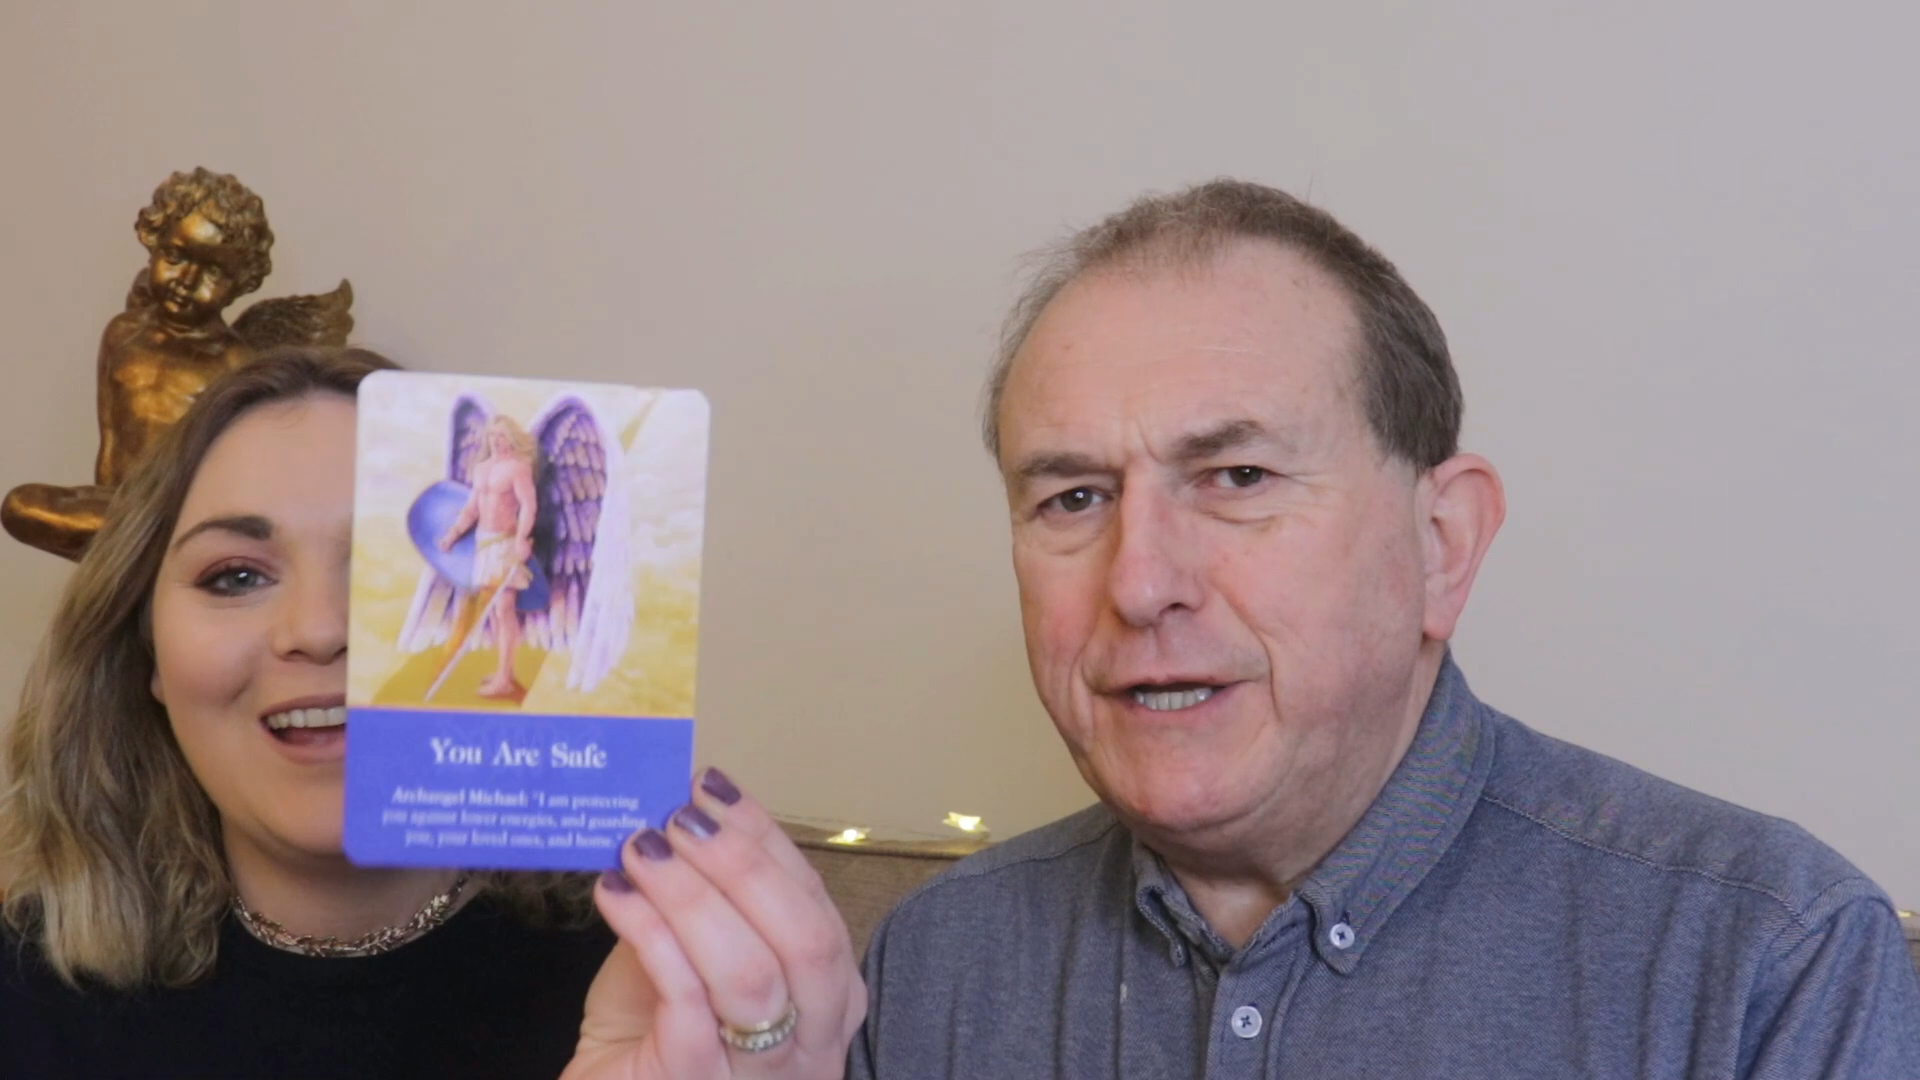 You Are Safe
Archangel Michael: "I am protecting
you against lower energies, and guarding
you, your loved ones, and home."